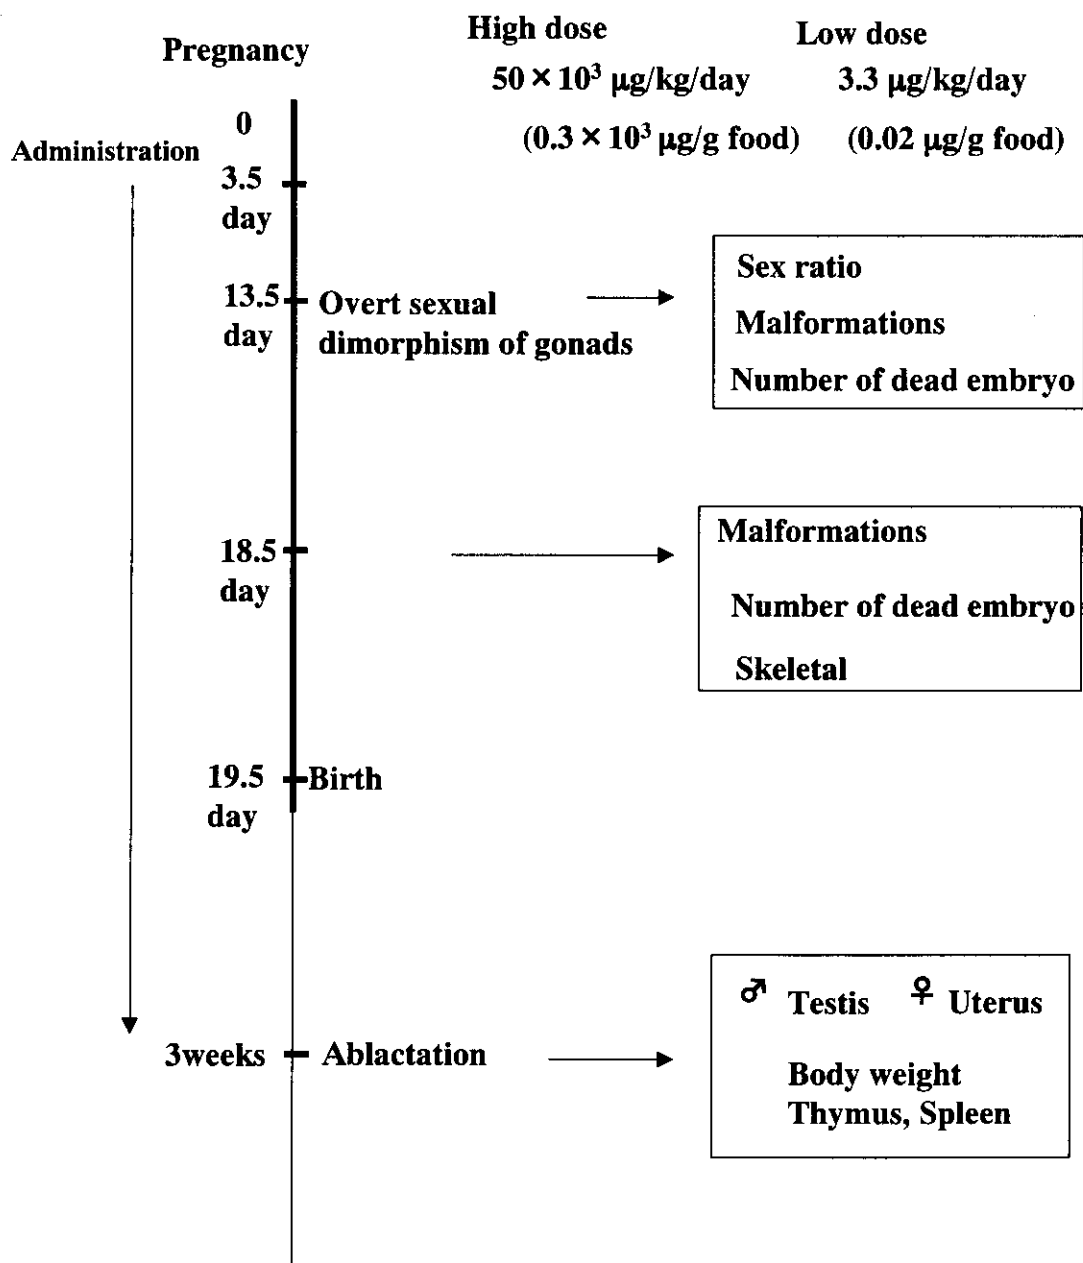 Pregnancy
High dose
Low dose
50 × 10³ µg/kg/day
3.3 µg/kg/day
(0.3 × 10³ µg/g food)
(0.02 µg/g food)
0
Administration
3.5
day
13.5
day
Overt sexual
dimorphism of gonads
Sex ratio
Malformations
Number of dead embryo
18.5
day
Malformations
Number of dead embryo
Skeletal
19.5
day
Birth
3weeks
Ablactation
♂ Testis ♀ Uterus
Body weight
Thymus, Spleen